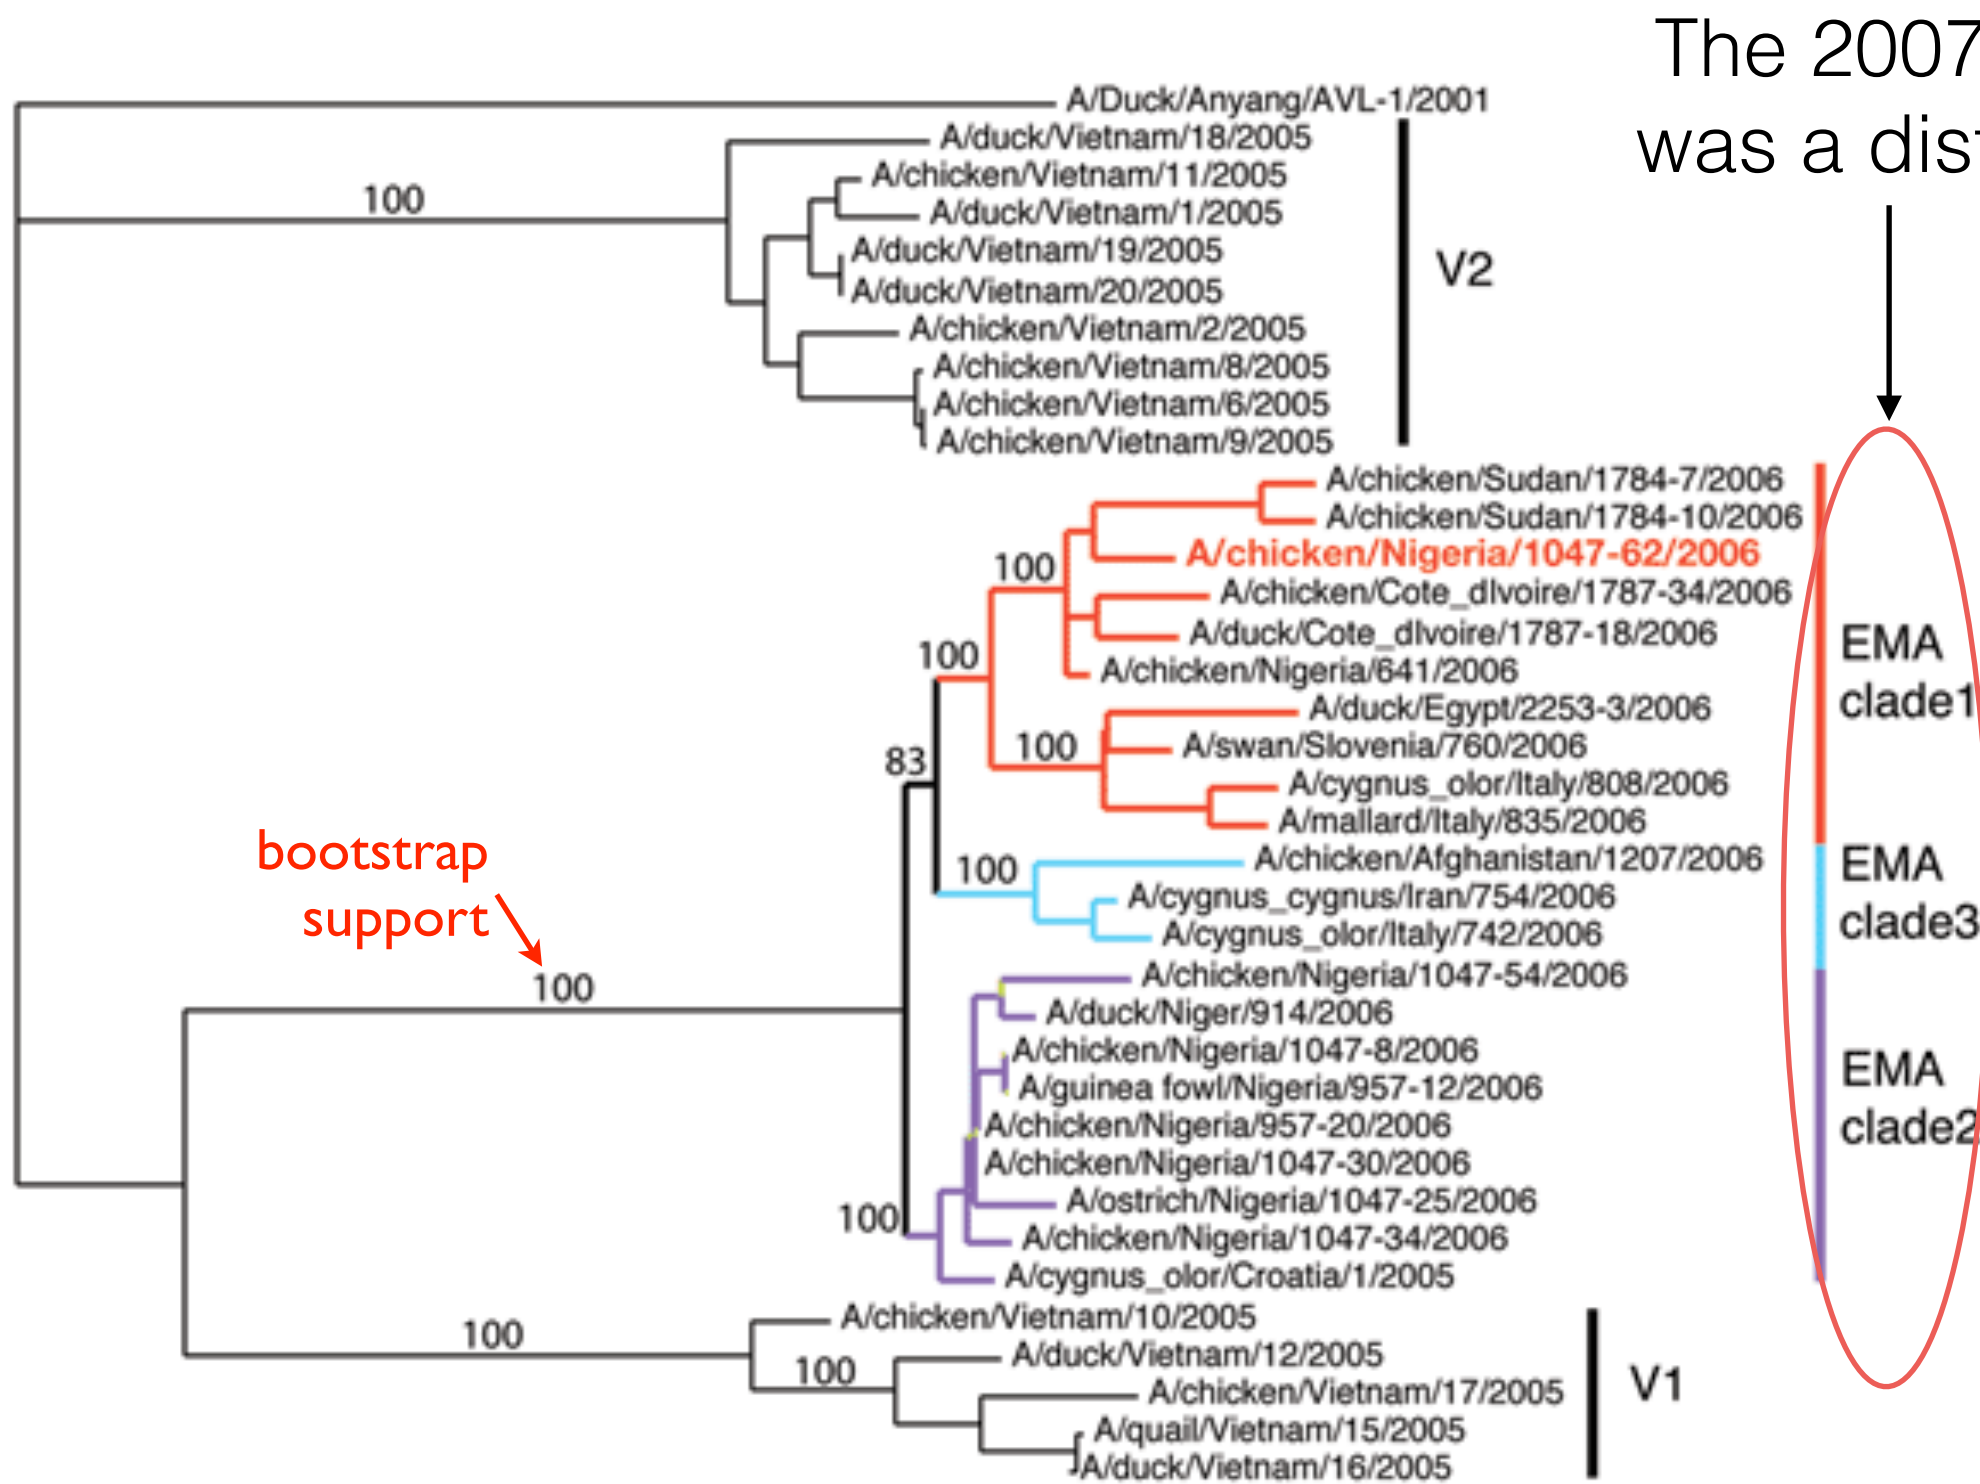 The 2007
was a dist
A/Duck/Anyang/AVL-1/2001
A/duck/Vietnam/18/2005
A/chicken/Vietnam/11/2005
100
A/duck/Vietnam/1/2005
A/duck/Vietnam/19/2005
V2
A/duck/Vietnam/20/2005
A/chicken/Vietnam/2/2005
A/chicken/Vietnam/8/2005
A/chicken/Vietnam/6/2005
A/chicken/Vietnam/9/2005
A/chicken/Sudan/1784-7/2006
A/chicken/Sudan/1784-10/2006
A/chicken/Nigeria/1047-62/2006
100
A/chicken/Cote_dIvoire/1787-34/2006
A/duck/Cote_dIvoire/1787-18/2006
EMA
clade1
100
A/chicken/Nigeria/641/2006
A/duck/Egypt/2253-3/2006
100
A/swan/Slovenia/760/2006
83
A/cygnus_olor/Italy/808/2006
A/mallard/Italy/835/2006
bootstrap
support
A/chicken/Afghanistan/1207/2006
EMA
clade3
100
A/cygnus_cygnus/Iran/754/2006
A/cygnus_olor/Italy/742/2006
100
A/chicken/Nigeria/1047-54/2006
A/duck/Niger/914/2006
A/chicken/Nigeria/1047-8/2006
EMA
clade2
A/guinea fowl/Nigeria/957-12/2006
A/chicken/Nigeria/957-20/2006
A/chicken/Nigeria/1047-30/2006
A/ostrich/Nigeria/1047-25/2006
100
A/chicken/Nigeria/1047-34/2006
A/cygnus_olor/Croatia/1/2005
A/chicken/Vietnam/10/2005
100
A/duck/Vietnam/12/2005
100
A/chicken/Vietnam/17/2005
V1
A/quail/Vietnam/15/2005
A/duck/Vietnam/16/2005